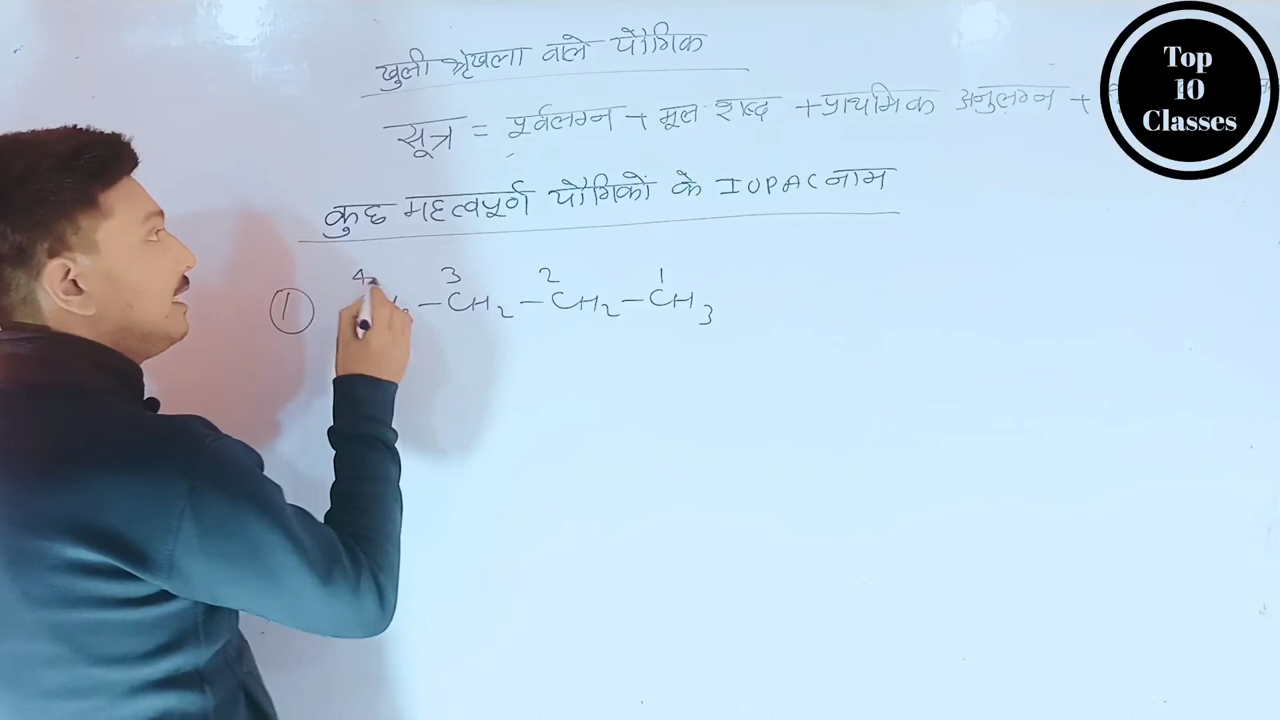 खुली श्रृंखला वाले यौगिक
सूत्र = पूर्वलग्न + मूल शब्द + प्राथमिक अनुलग्न +
Top
10
Classes
कुछ महत्वपूर्ण यौगिकों के IUPAC नाम
4 3 2 1
① – CH2 – CH2 – CH3